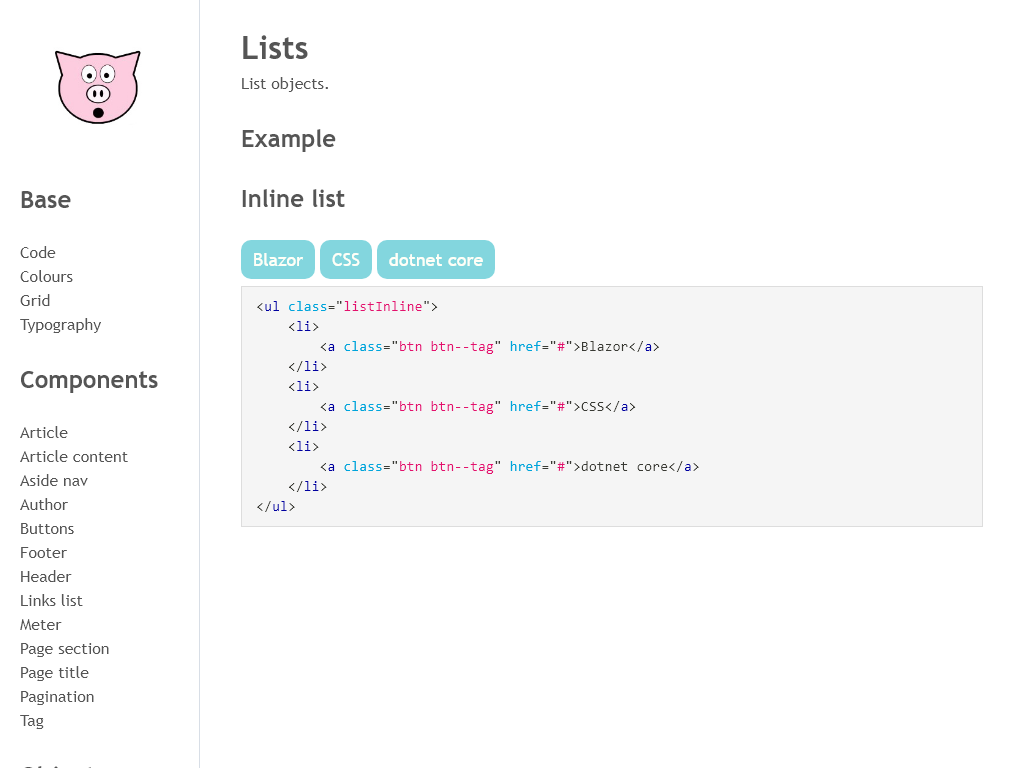 Base
Code
Colours
Grid
Typography
Components
Article
Article content
Aside nav
Author
Buttons
Footer
Header
Links list
Meter
Page section
Page title
Pagination
Tag
Lists
List objects.
Example
Inline list
Blazor CSS dotnet core
<ul class="listInline">
    <li>
        <a class="btn btn--tag" href="#">Blazor</a>
    </li>
    <li>
        <a class="btn btn--tag" href="#">CSS</a>
    </li>
    <li>
        <a class="btn btn--tag" href="#">dotnet core</a>
    </li>
</ul>